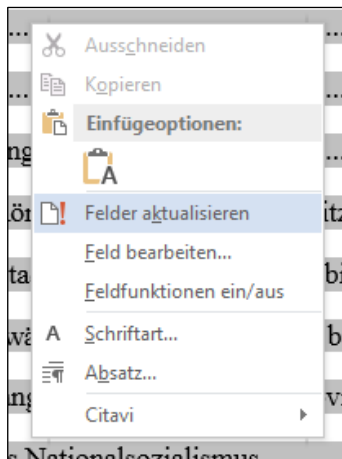 Ausschneiden
Kopieren
Einfügeoptionen:
Felder aktualisieren
Feld bearbeiten...
Feldfunktionen ein/aus
Schriftart...
Absatz...
Citavi
Nationalsozialismus